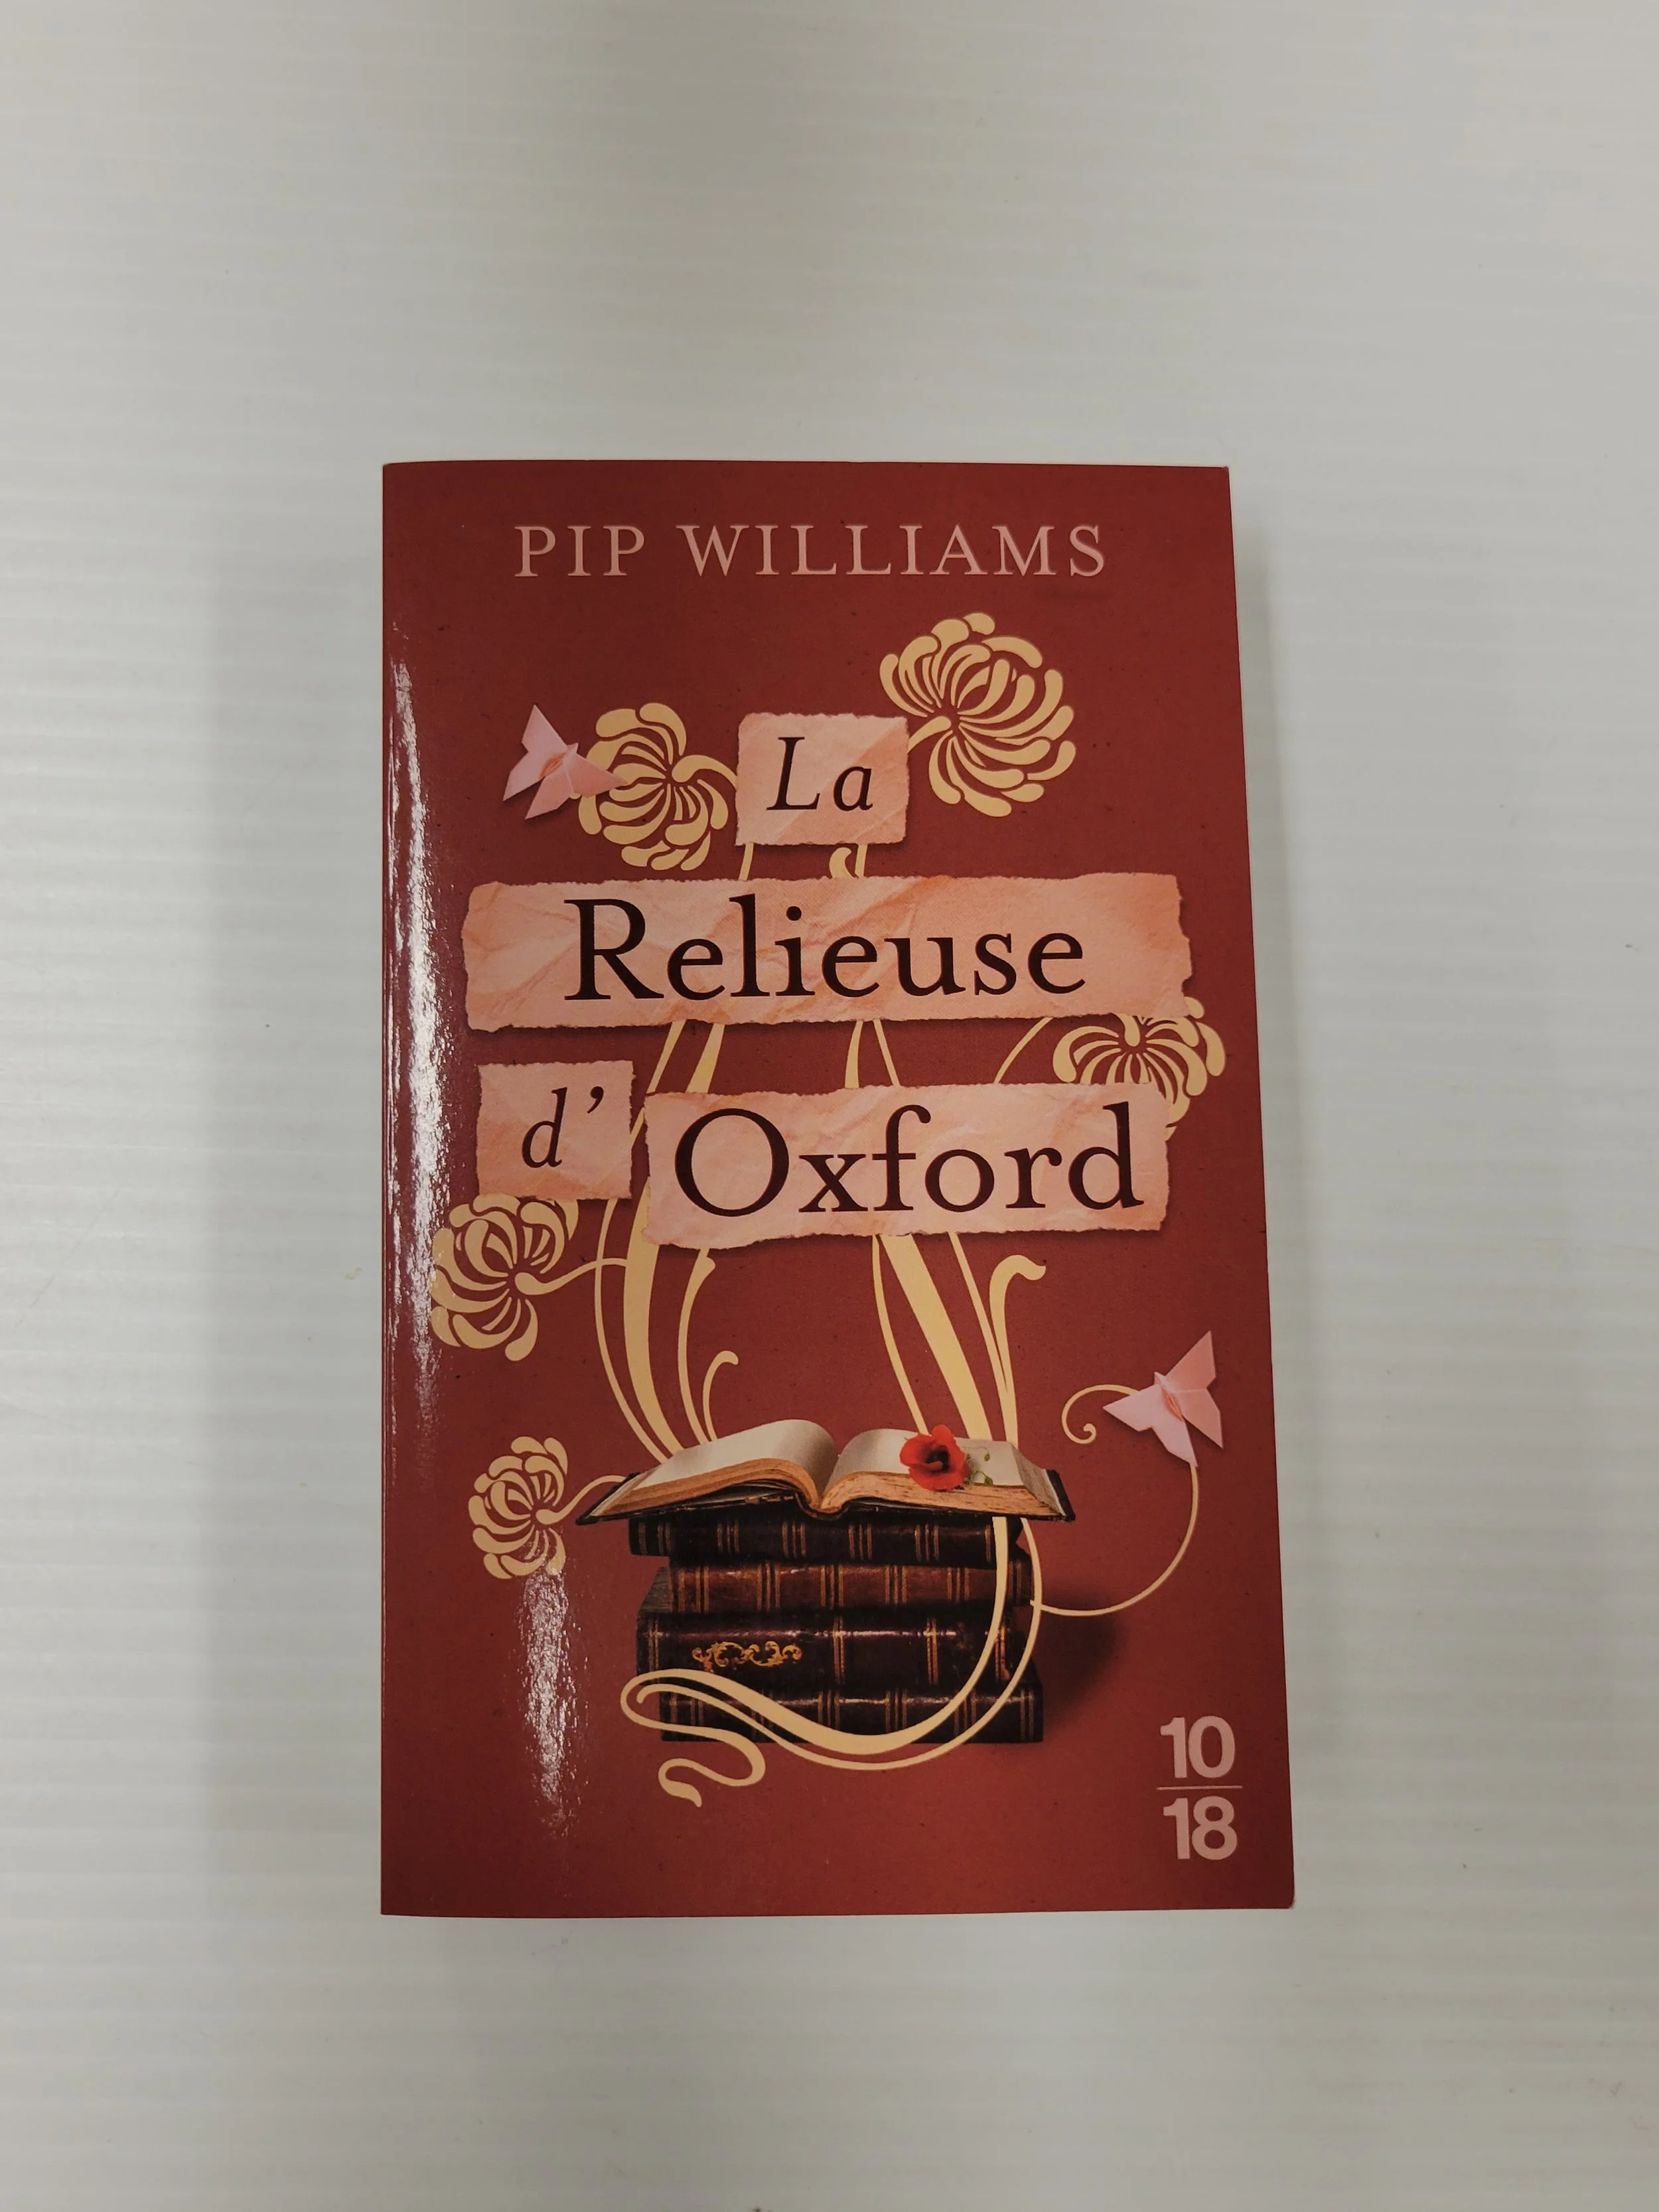 PIP WILLIAMS
La
Relieuse
d' Oxford
10
18